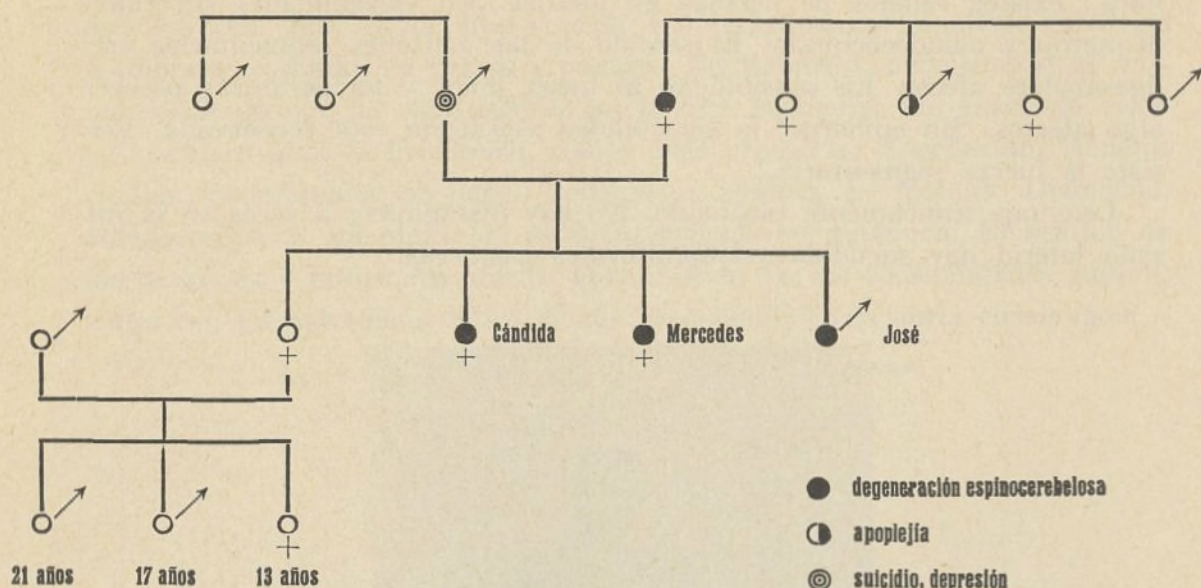 Cándida
Mercedes
José
degeneración espinocerebelosa
apoplejía
21 años
17 años
13 años
suicidio, depresión